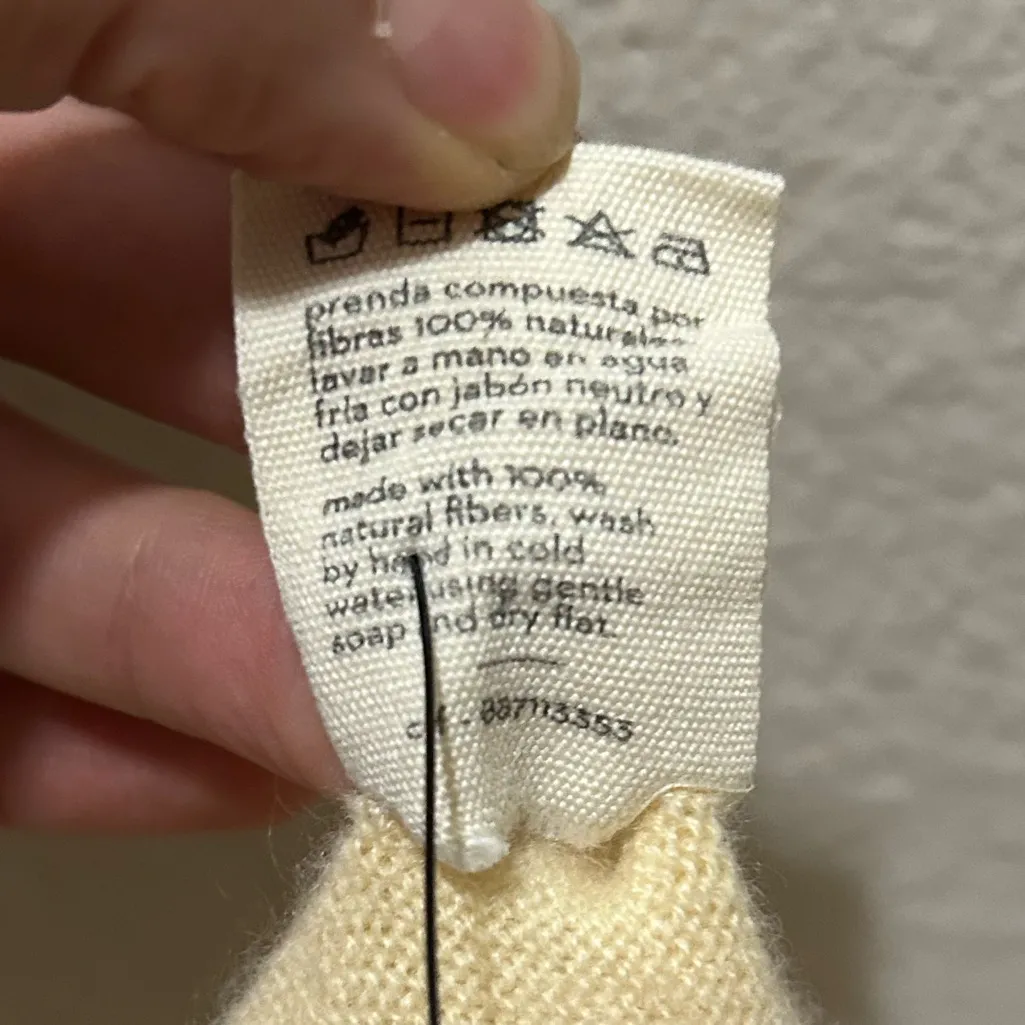 prenda compuesta por
fibras 100% naturales
lavar a mano en agua
fría con jabón neutro y
dejar secar en plano.
made with 100%
natural fibers, wash
by hand in cold
water using gentle
soap and dry flat.